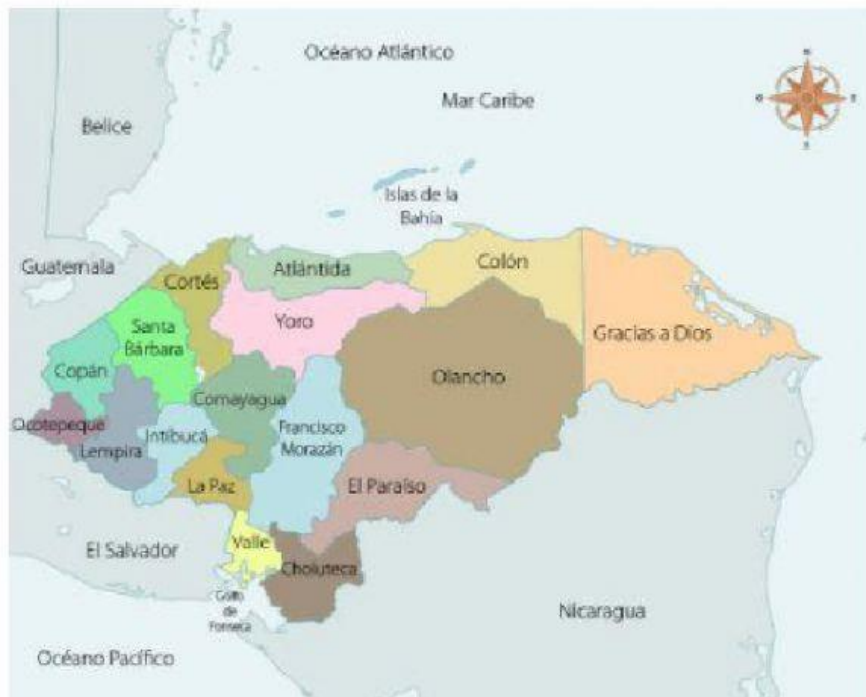 Océano Atlántico
Mar Caribe
Belice
Islas de la
Bahía
Guatemala
Cortés
Atlántida
Colón
Santa
Bárbara
Yoro
Gracias a Dios
Copán
Olancho
Comayagua
Ocotepeque
Intibucá
Francisco
Morazán
Lempira
La Paz
El Paraíso
El Salvador
Valle
Choluteca
Golfo
de
Fonseca
Nicaragua
Océano Pacífico